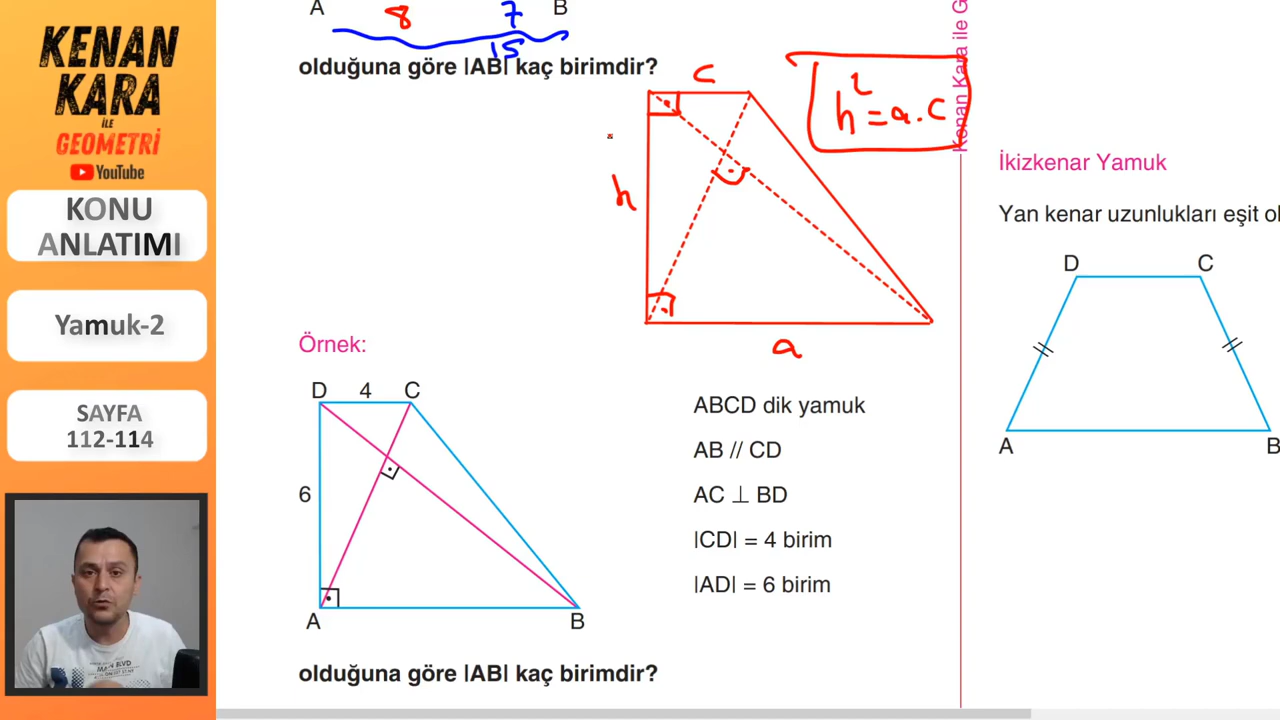 KENAN
KARA
İLE
GEOMETRİ
YouTube
KONU
ANLATIMI
Yamuk-2
SAYFA
112-114
A
8
7
B
15
olduğuna göre |AB| kaç birimdir?
c
h
a
h² = a.c
Kenan Kara ile G
Örnek:
D
4
C
6
A
B
ABCD dik yamuk
AB // CD
AC ⊥ BD
|CD| = 4 birim
|AD| = 6 birim
olduğuna göre |AB| kaç birimdir?
İkizkenar Yamuk
Yan kenar uzunlukları eşit ol
D
C
A
B